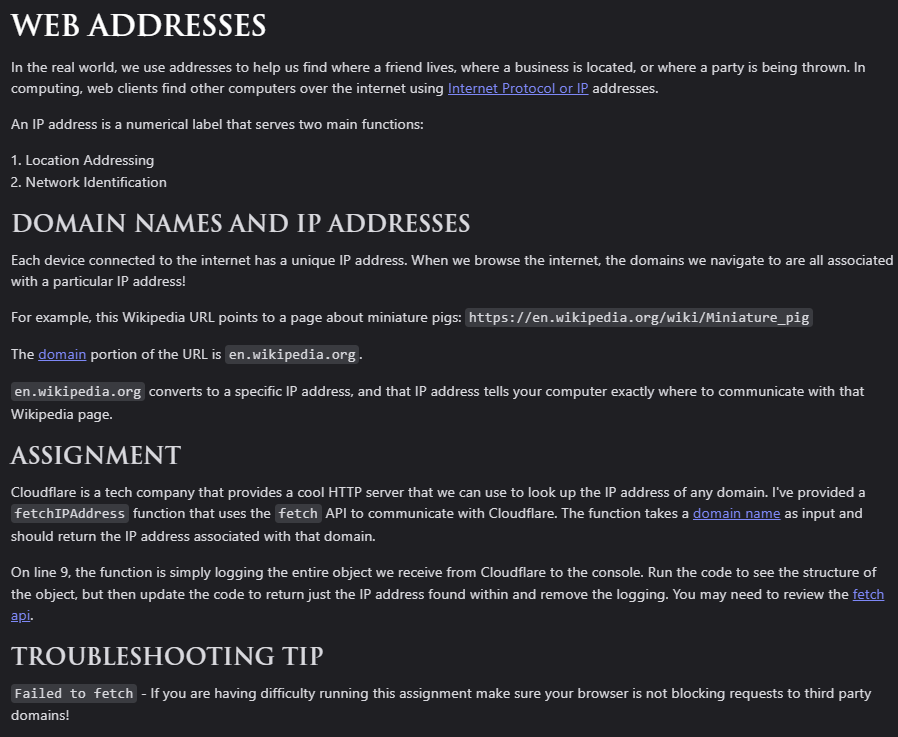 WEB ADDRESSES
In the real world, we use addresses to help us find where a friend lives, where a business is located, or where a party is being thrown. In
computing, web clients find other computers over the internet using Internet Protocol or IP addresses.
An IP address is a numerical label that serves two main functions:
1. Location Addressing
2. Network Identification
DOMAIN NAMES AND IP ADDRESSES
Each device connected to the internet has a unique IP address. When we browse the internet, the domains we navigate to are all associated
with a particular IP address!
For example, this Wikipedia URL points to a page about miniature pigs: https://en.wikipedia.org/wiki/Miniature_pig
The domain portion of the URL is en.wikipedia.org.
en.wikipedia.org converts to a specific IP address, and that IP address tells your computer exactly where to communicate with that
Wikipedia page.
ASSIGNMENT
Cloudflare is a tech company that provides a cool HTTP server that we can use to look up the IP address of any domain. I've provided a
fetchIPAddress function that uses the fetch API to communicate with Cloudflare. The function takes a domain name as input and
should return the IP address associated with that domain.
On line 9, the function is simply logging the entire object we receive from Cloudflare to the console. Run the code to see the structure of
the object, but then update the code to return just the IP address found within and remove the logging. You may need to review the fetch
api.
TROUBLESHOOTING TIP
Failed to fetch - If you are having difficulty running this assignment make sure your browser is not blocking requests to third party
domains!